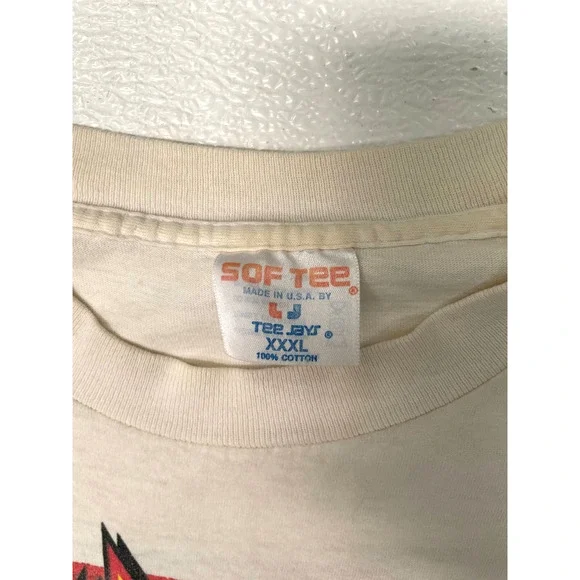 SOF TEE®
MADE IN U.S.A. BY
TJ
TEE JAYS®
XXXL
100% COTTON